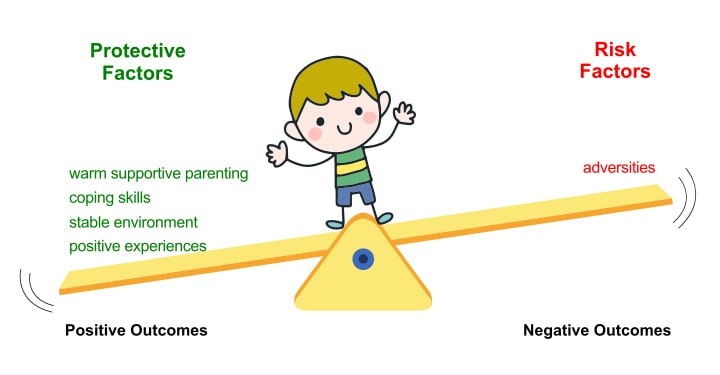 Protective
Factors
Risk
Factors
warm supportive parenting
coping skills
stable environment
positive experiences
adversities
Positive Outcomes
Negative Outcomes